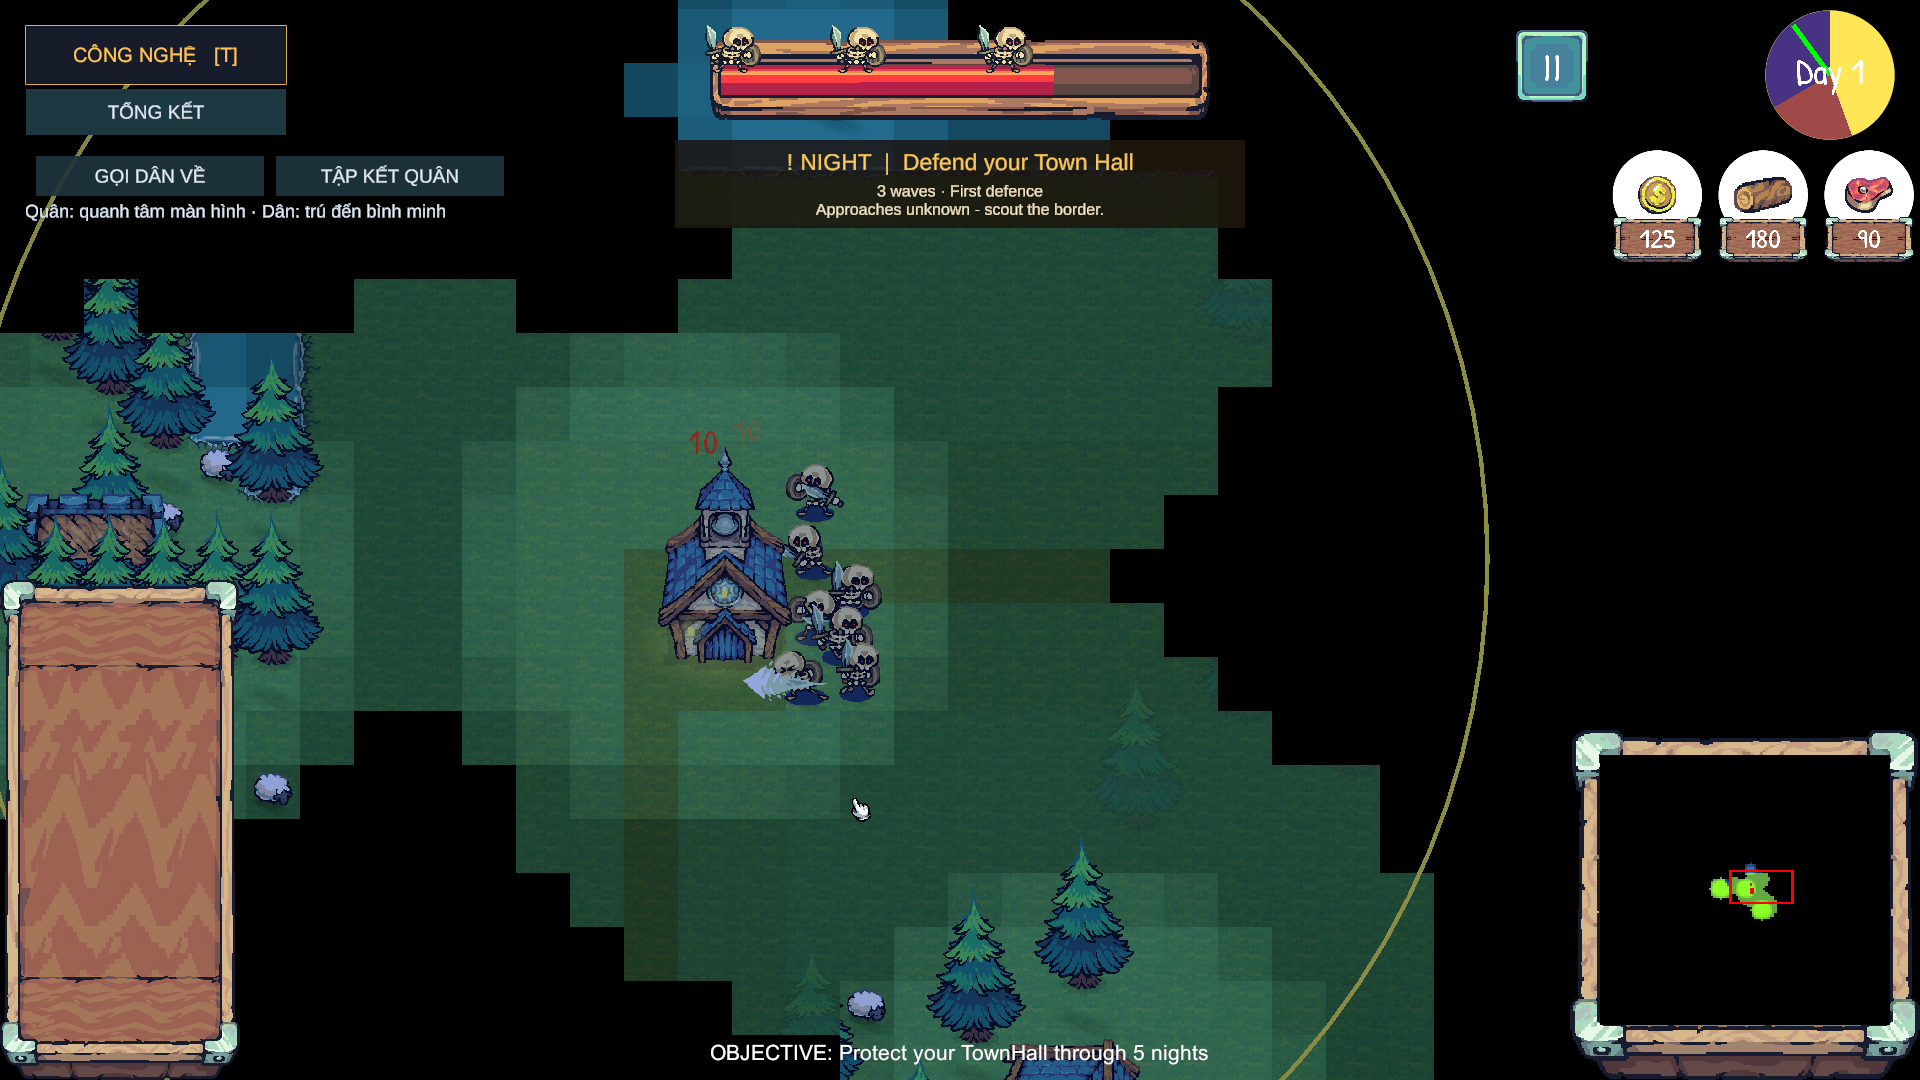 CÔNG NGHỆ [T]
TỔNG KẾT
GỌI DÂN VỀ
TẬP KẾT QUÂN
Quân: quanh tâm màn hình · Dân: trú đến bình minh
! NIGHT | Defend your Town Hall
3 waves · First defence
Approaches unknown - scout the border.
Day 1
125
180
90
10
10
OBJECTIVE: Protect your TownHall through 5 nights